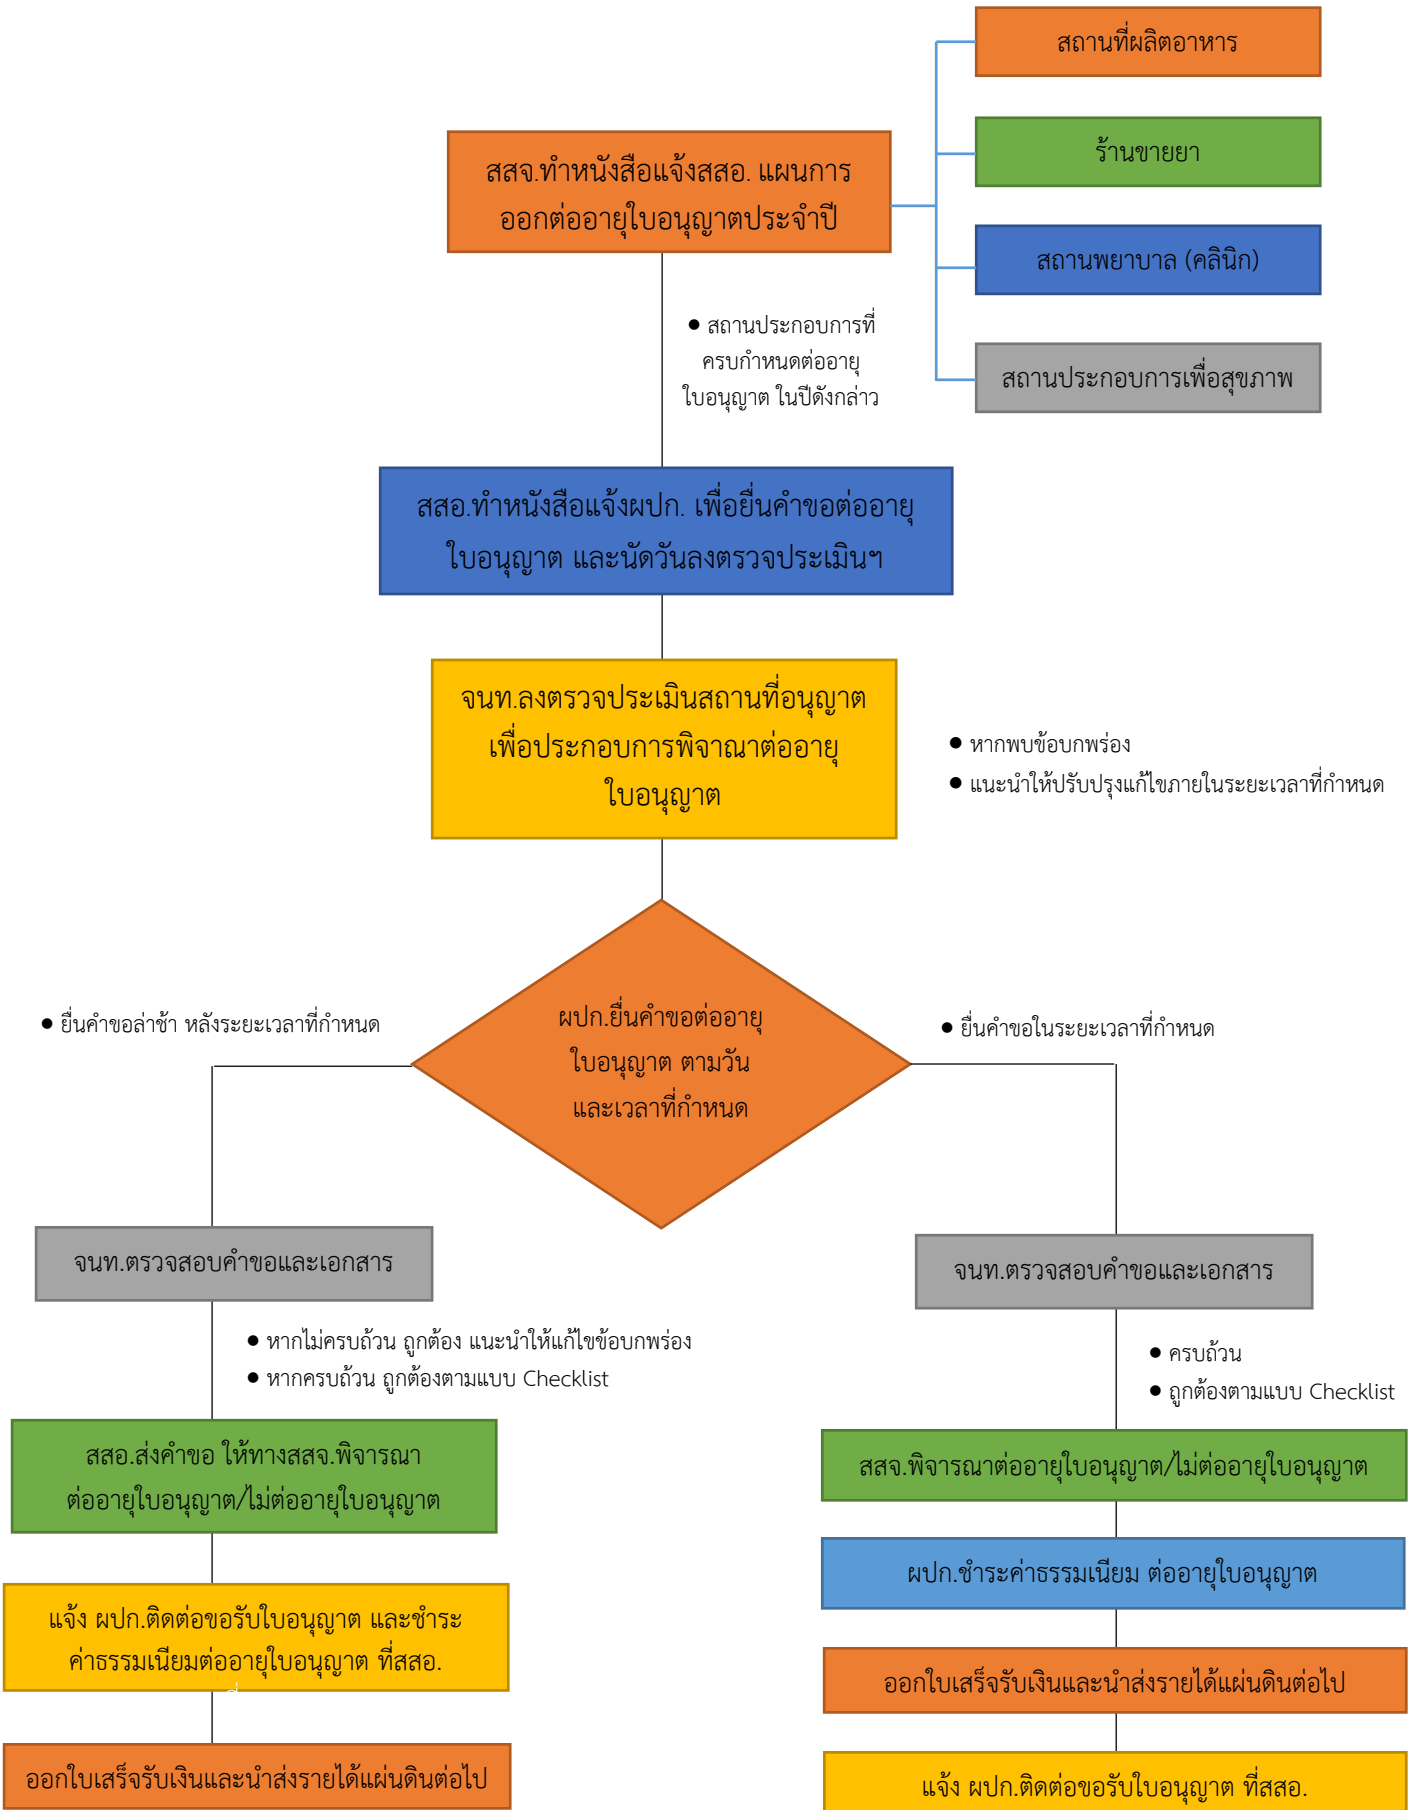 สถานที่ผลิตอาหาร
ร้านขายยา
สถานพยาบาล (คลินิก)
สถานประกอบการเพื่อสุขภาพ
สสจ.ทำหนังสือแจ้งสสอ. แผนการ
ออกต่ออายุใบอนุญาตประจำปี
● สถานประกอบการที่
ครบกำหนดต่ออายุ
ใบอนุญาต ในปีดังกล่าว
สสอ.ทำหนังสือแจ้งผปก. เพื่อยื่นคำขอต่ออายุ
ใบอนุญาต และนัดวันลงตรวจประเมินฯ
จนท.ลงตรวจประเมินสถานที่อนุญาต
เพื่อประกอบการพิจาณาต่ออายุ
ใบอนุญาต
● หากพบข้อบกพร่อง
● แนะนำให้ปรับปรุงแก้ไขภายในระยะเวลาที่กำหนด
ผปก.ยื่นคำขอต่ออายุ
ใบอนุญาต ตามวัน
และเวลาที่กำหนด
● ยื่นคำขอล่าช้า หลังระยะเวลาที่กำหนด
จนท.ตรวจสอบคำขอและเอกสาร
● หากไม่ครบถ้วน ถูกต้อง แนะนำให้แก้ไขข้อบกพร่อง
● หากครบถ้วน ถูกต้องตามแบบ Checklist
สสอ.ส่งคำขอ ให้ทางสสจ.พิจารณา
ต่ออายุใบอนุญาต/ไม่ต่ออายุใบอนุญาต
แจ้ง ผปก.ติดต่อขอรับใบอนุญาต และชำระ
ค่าธรรมเนียมต่ออายุใบอนุญาต ที่สสอ.
ออกใบเสร็จรับเงินและนำส่งรายได้แผ่นดินต่อไป
● ยื่นคำขอในระยะเวลาที่กำหนด
จนท.ตรวจสอบคำขอและเอกสาร
● ครบถ้วน
● ถูกต้องตามแบบ Checklist
สสจ.พิจารณาต่ออายุใบอนุญาต/ไม่ต่ออายุใบอนุญาต
ผปก.ชำระค่าธรรมเนียม ต่ออายุใบอนุญาต
ออกใบเสร็จรับเงินและนำส่งรายได้แผ่นดินต่อไป
แจ้ง ผปก.ติดต่อขอรับใบอนุญาต ที่สสอ.